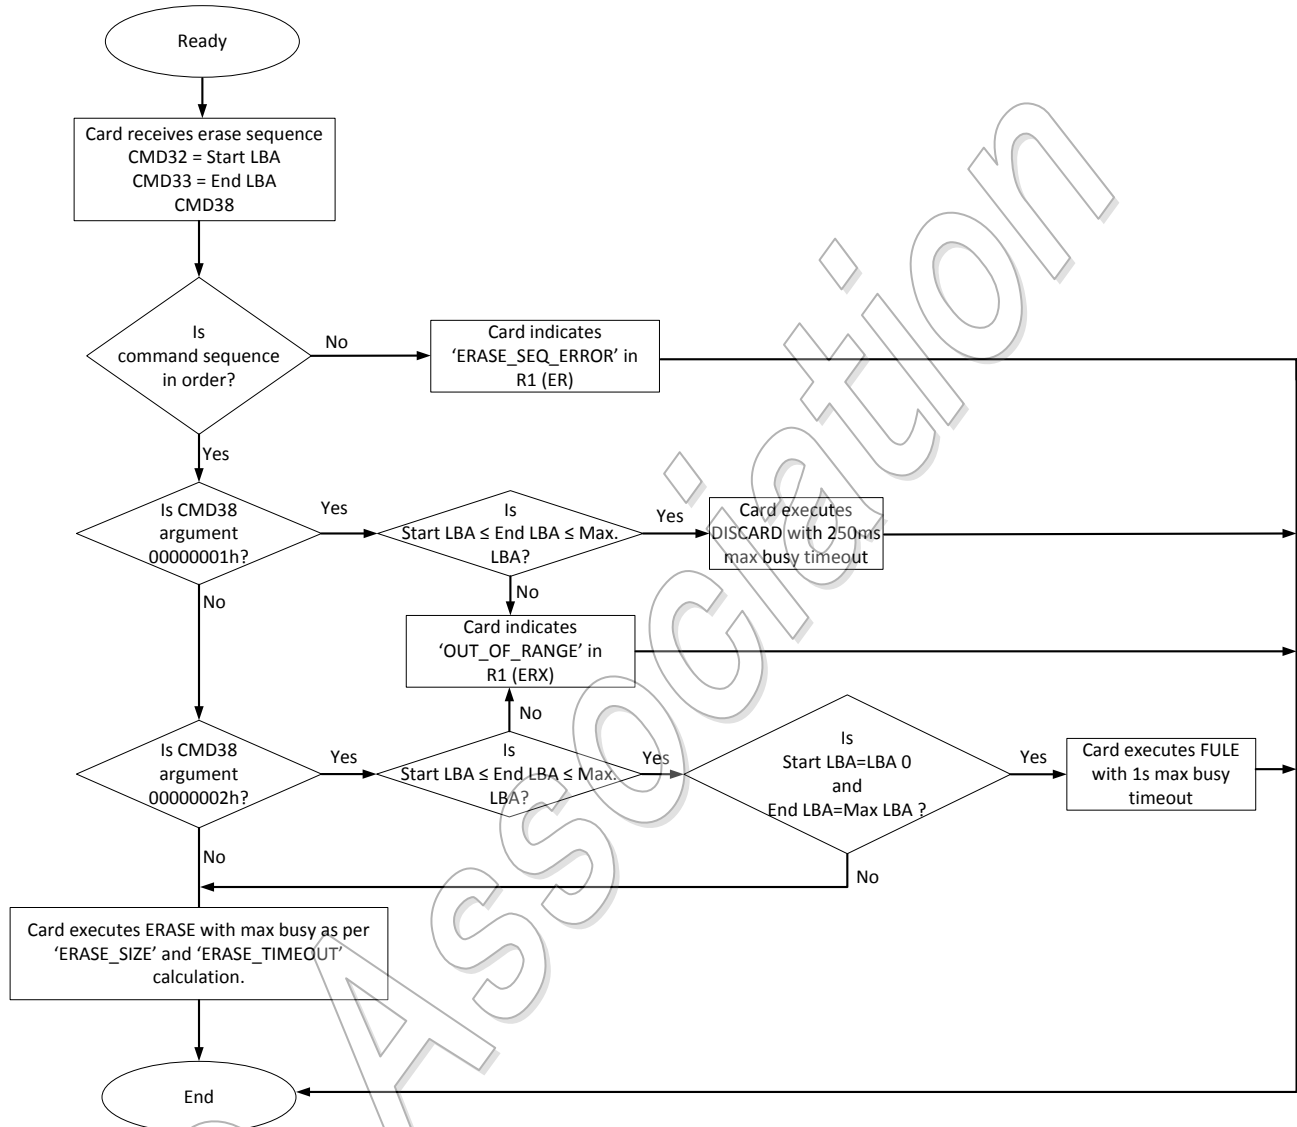 Ready
Card receives erase sequence
CMD32 = Start LBA
CMD33 = End LBA
CMD38
Is
command sequence
in order?
No
Card indicates
‘ERASE_SEQ_ERROR’ in
R1 (ER)
Yes
Is CMD38
argument
00000001h?
Yes
Is
Start LBA ≤ End LBA ≤ Max.
LBA?
Yes
Card executes
DISCARD with 250ms
max busy timeout
No
No
Card indicates
‘OUT_OF_RANGE’ in
R1 (ERX)
No
Is CMD38
argument
00000002h?
Yes
Is
Start LBA ≤ End LBA ≤ Max.
LBA?
Yes
Is
Start LBA=LBA 0
and
End LBA=Max LBA ?
Yes
Card executes FULE
with 1s max busy
timeout
No
No
Card executes ERASE with max busy as per
‘ERASE_SIZE’ and ‘ERASE_TIMEOUT’
calculation.
End
Association